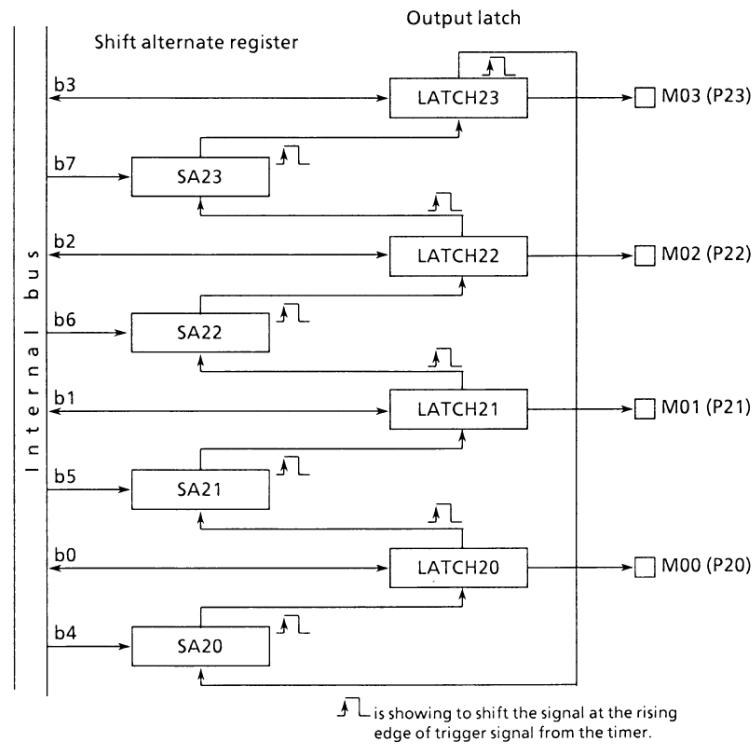 Output latch
Shift alternate register
b3
LATCH23
M03 (P23)
b7
SA23
b2
LATCH22
M02 (P22)
b6
SA22
Internal bus
b1
LATCH21
M01 (P21)
b5
SA21
b0
LATCH20
M00 (P20)
b4
SA20
is showing to shift the signal at the rising
edge of trigger signal from the timer.